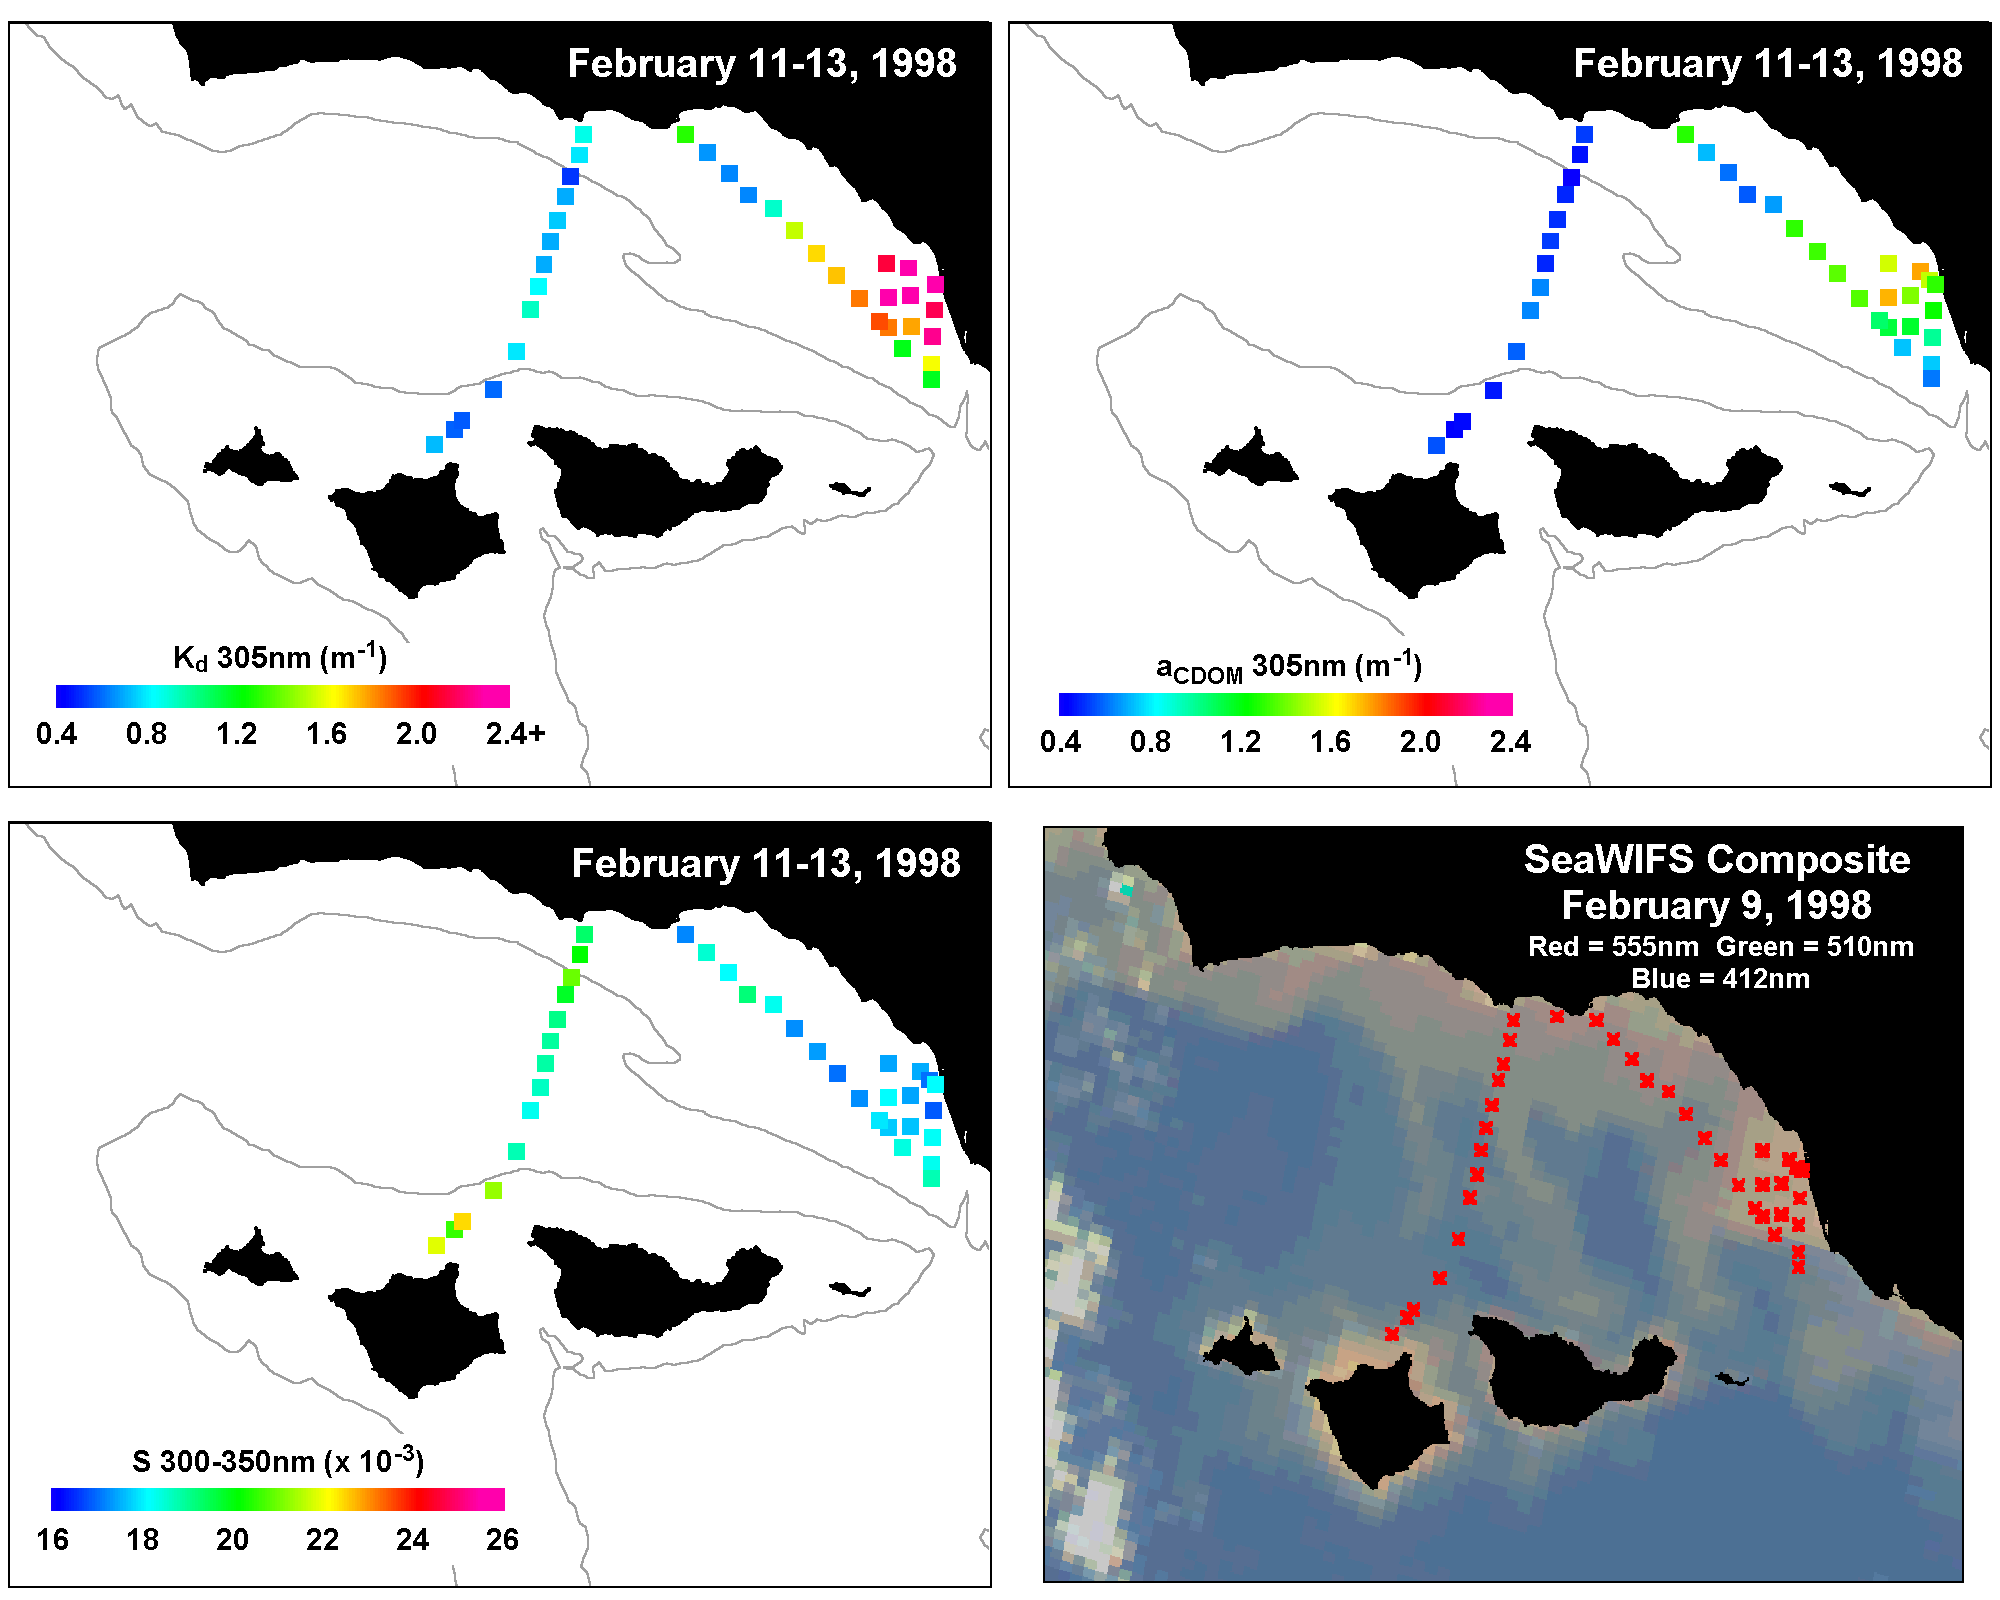 February 11-13, 1998
K_d 305nm (m^-1)
0.4 0.8 1.2 1.6 2.0 2.4+
February 11-13, 1998
a_CDOM 305nm (m^-1)
0.4 0.8 1.2 1.6 2.0 2.4
February 11-13, 1998
S 300-350nm (x 10^-3)
16 18 20 22 24 26
SeaWIFS Composite
February 9, 1998
Red = 555nm Green = 510nm
Blue = 412nm